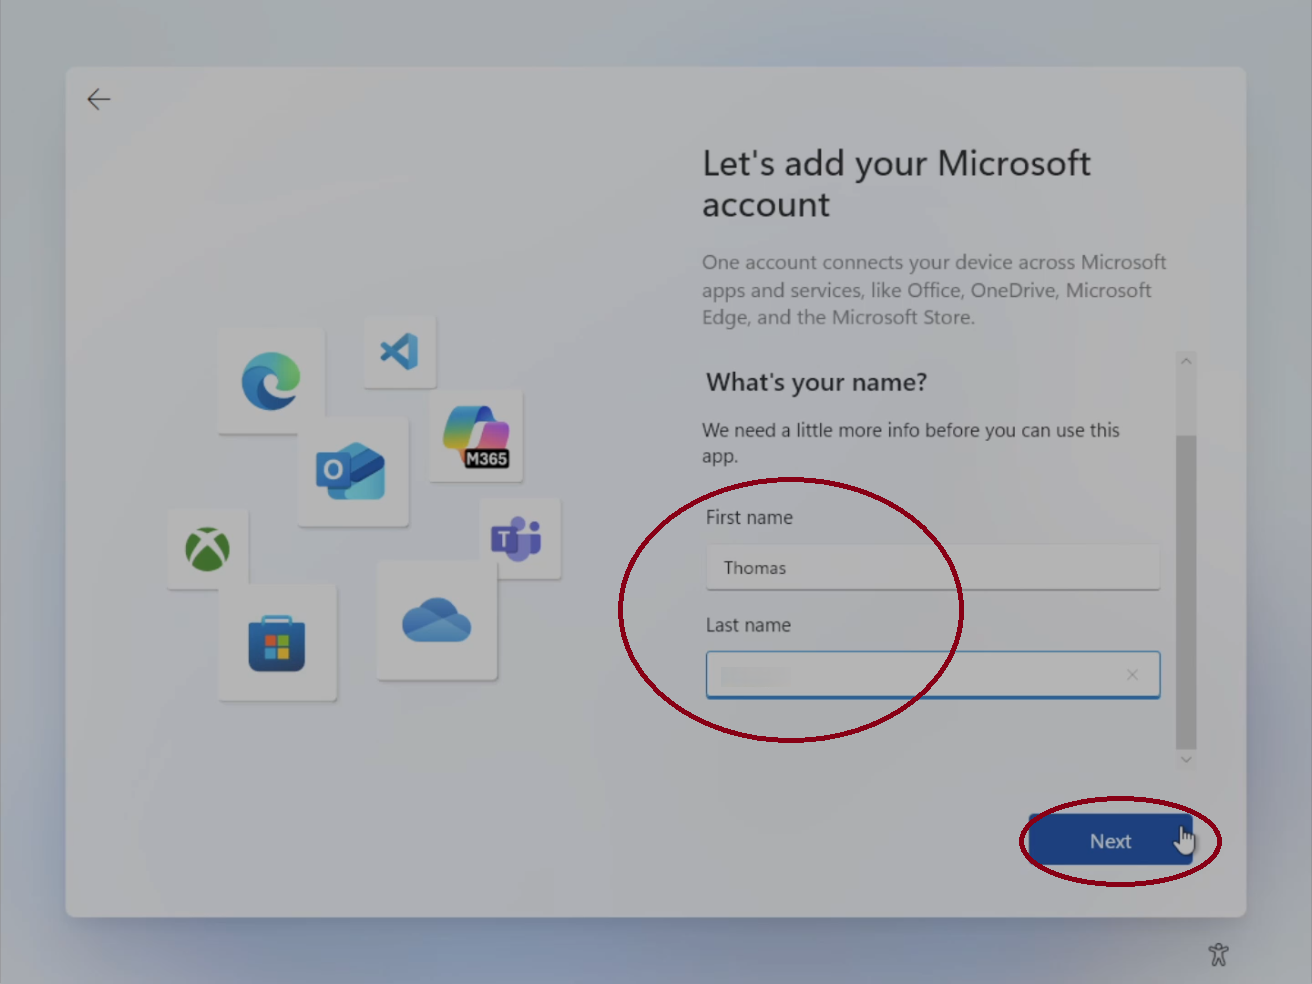 Let's add your Microsoft
account
One account connects your device across Microsoft
apps and services, like Office, OneDrive, Microsoft
Edge, and the Microsoft Store.
What's your name?
We need a little more info before you can use this
app.
First name
Thomas
Last name
Next
M365
O
T